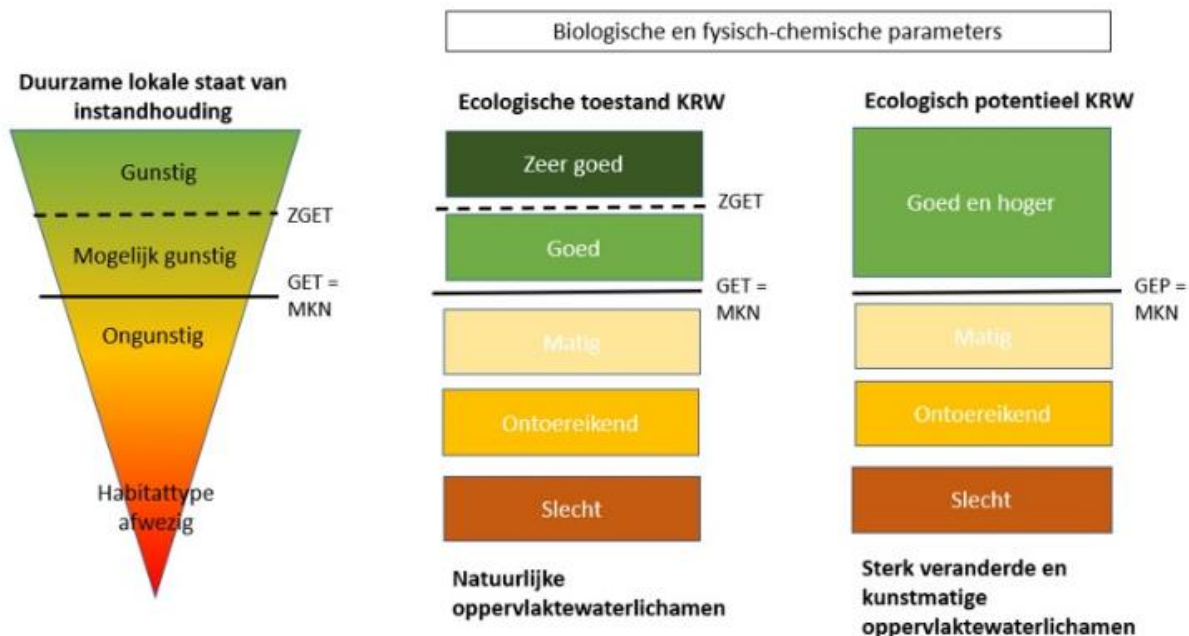 Biologische en fysisch-chemische parameters
Duurzame lokale staat van
instandhouding
Gunstig
ZGET
Mogelijk gunstig
GET =
MKN
Ongunstig
Habitattype
afwezig
Ecologische toestand KRW
Zeer goed
ZGET
Goed
GET =
MKN
Matig
Ontoereikend
Slecht
Natuurlijke
oppervlaktewaterlichamen
Ecologisch potentieel KRW
Goed en hoger
GEP =
MKN
Matig
Ontoereikend
Slecht
Sterk veranderde en
kunstmatige
oppervlaktewaterlichamen